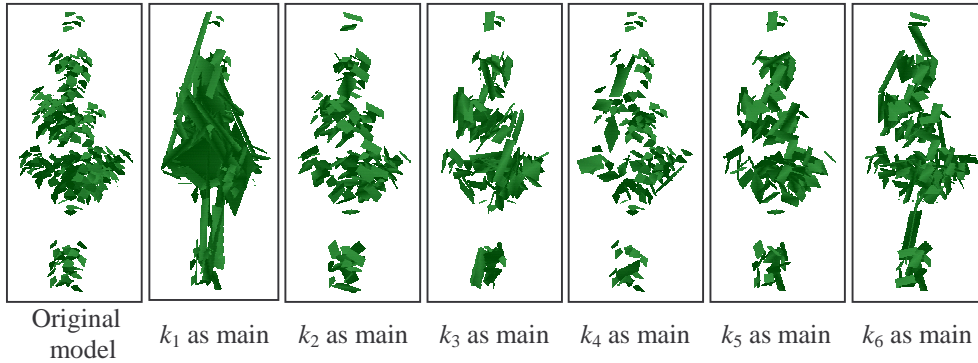 Original
model
k₁ as main
k₂ as main
k₃ as main
k₄ as main
k₅ as main
k₆ as main